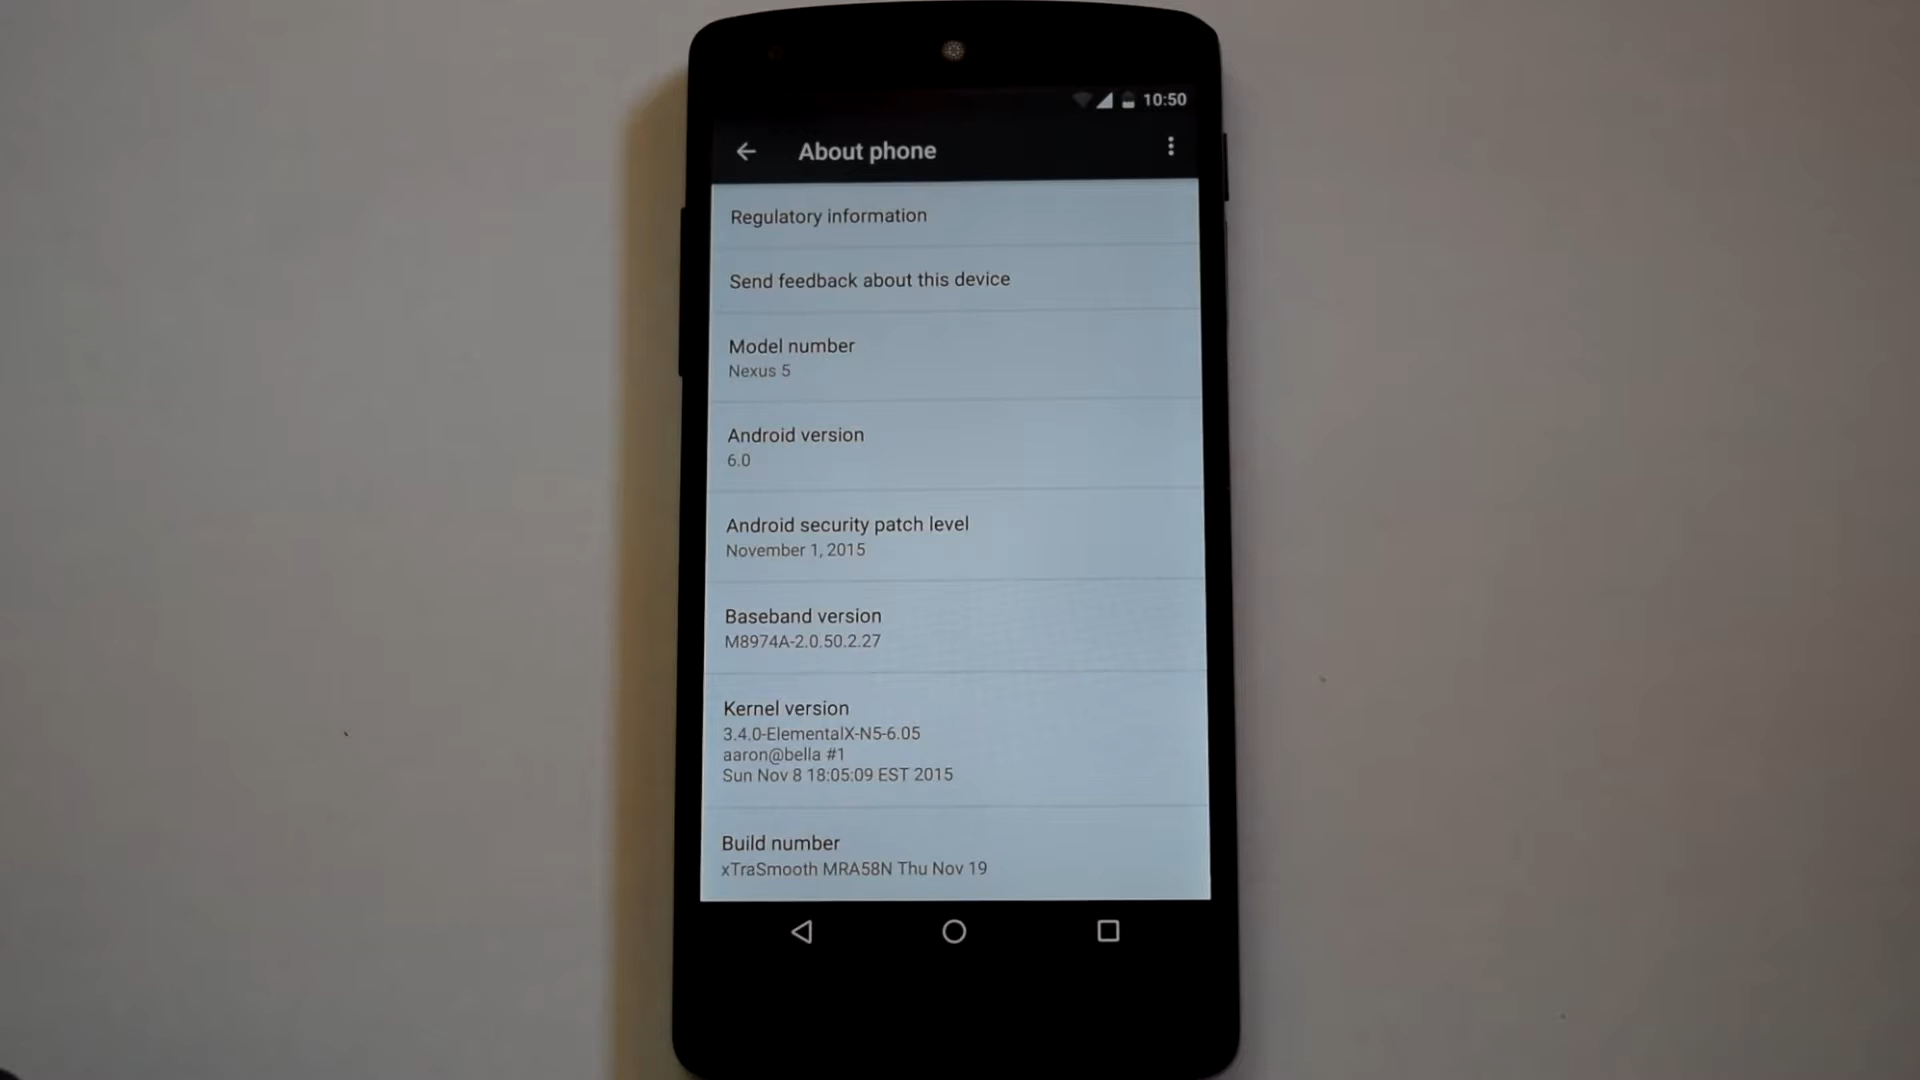 10:50
About phone
Regulatory information
Send feedback about this device
Model number
Nexus 5
Android version
6.0
Android security patch level
November 1, 2015
Baseband version
M8974A-2.0.50.2.27
Kernel version
3.4.0-ElementalX-N5-6.05
aaron@bella #1
Sun Nov 8 18:05:09 EST 2015
Build number
xTraSmooth MRA58N Thu Nov 19